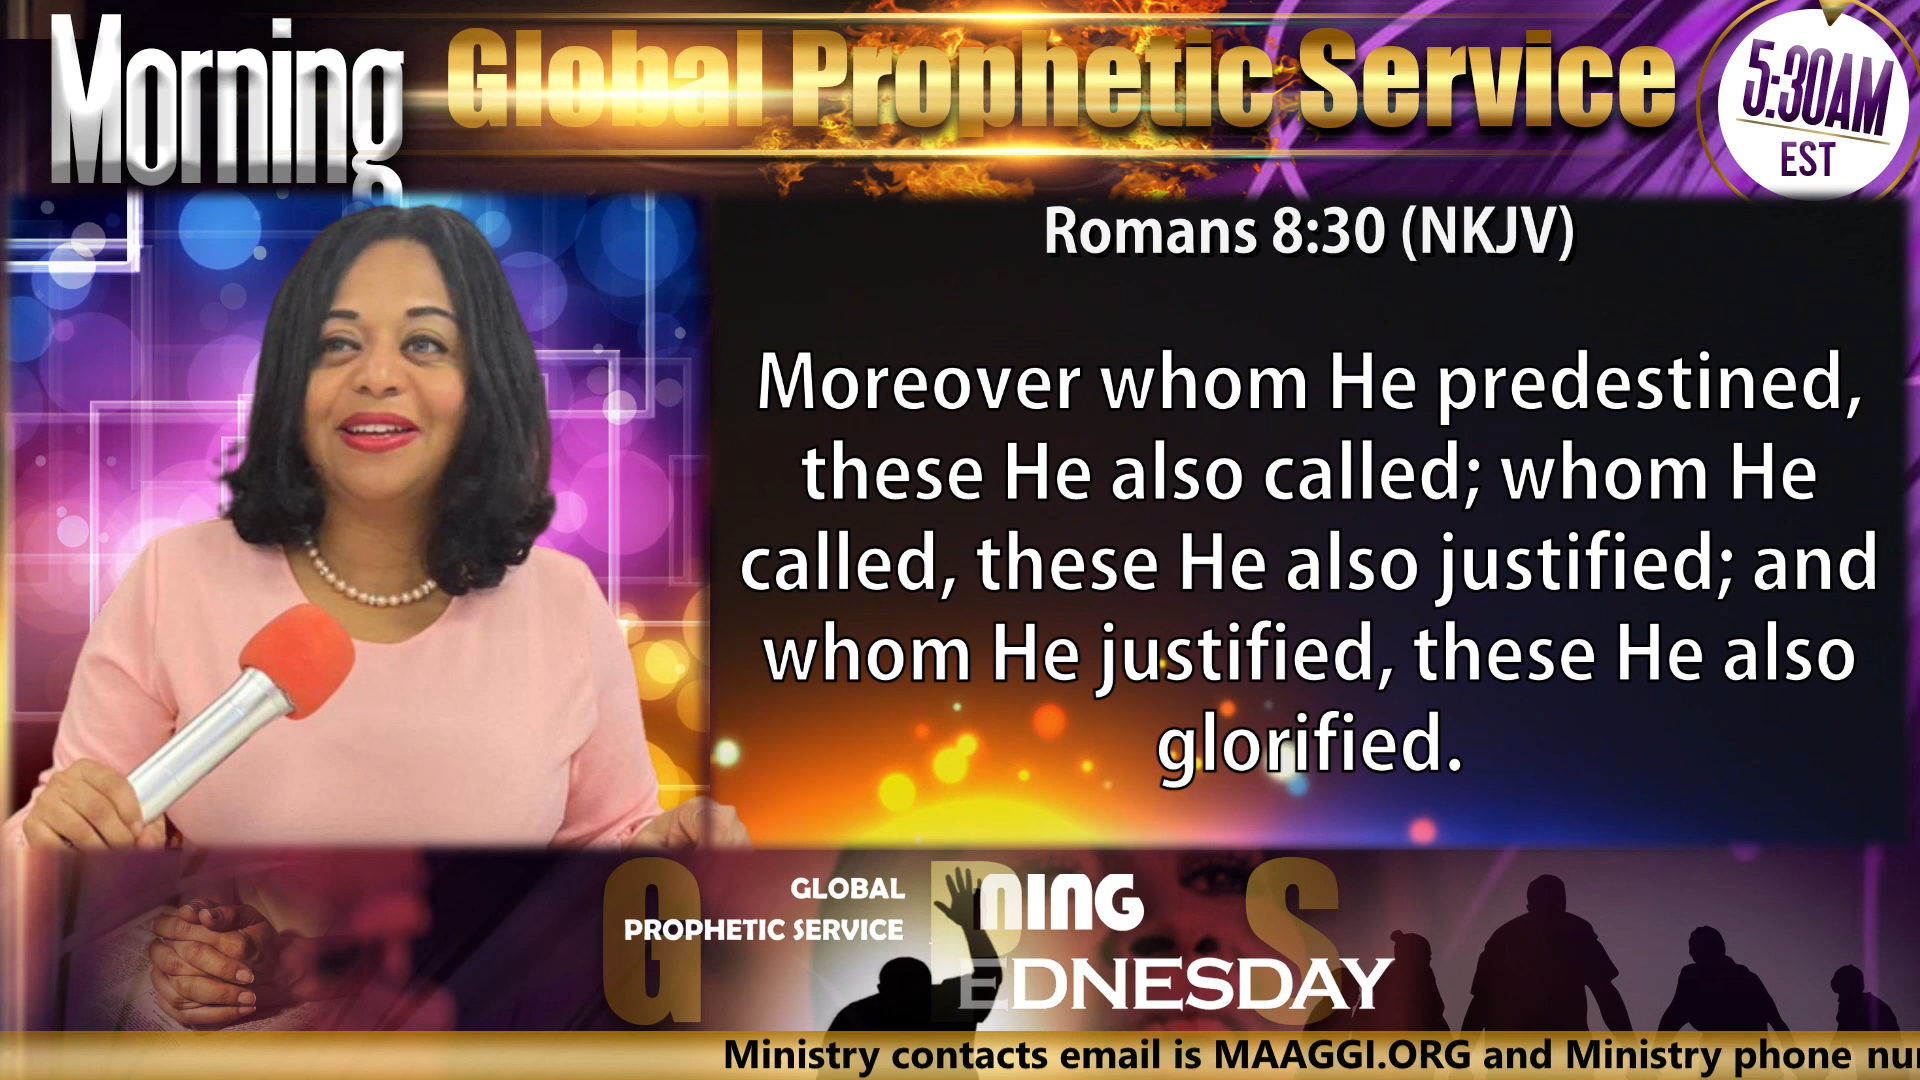 Morning
Global Prophetic Service
5:30AM
EST
Romans 8:30 (NKJV)
Moreover whom He predestined,
these He also called; whom He
called, these He also justified; and
whom He justified, these He also
glorified.
G P S
GLOBAL
PROPHETIC SERVICE
NING
EDNESDAY
Ministry contacts email is MAAGGI.ORG and Ministry phone